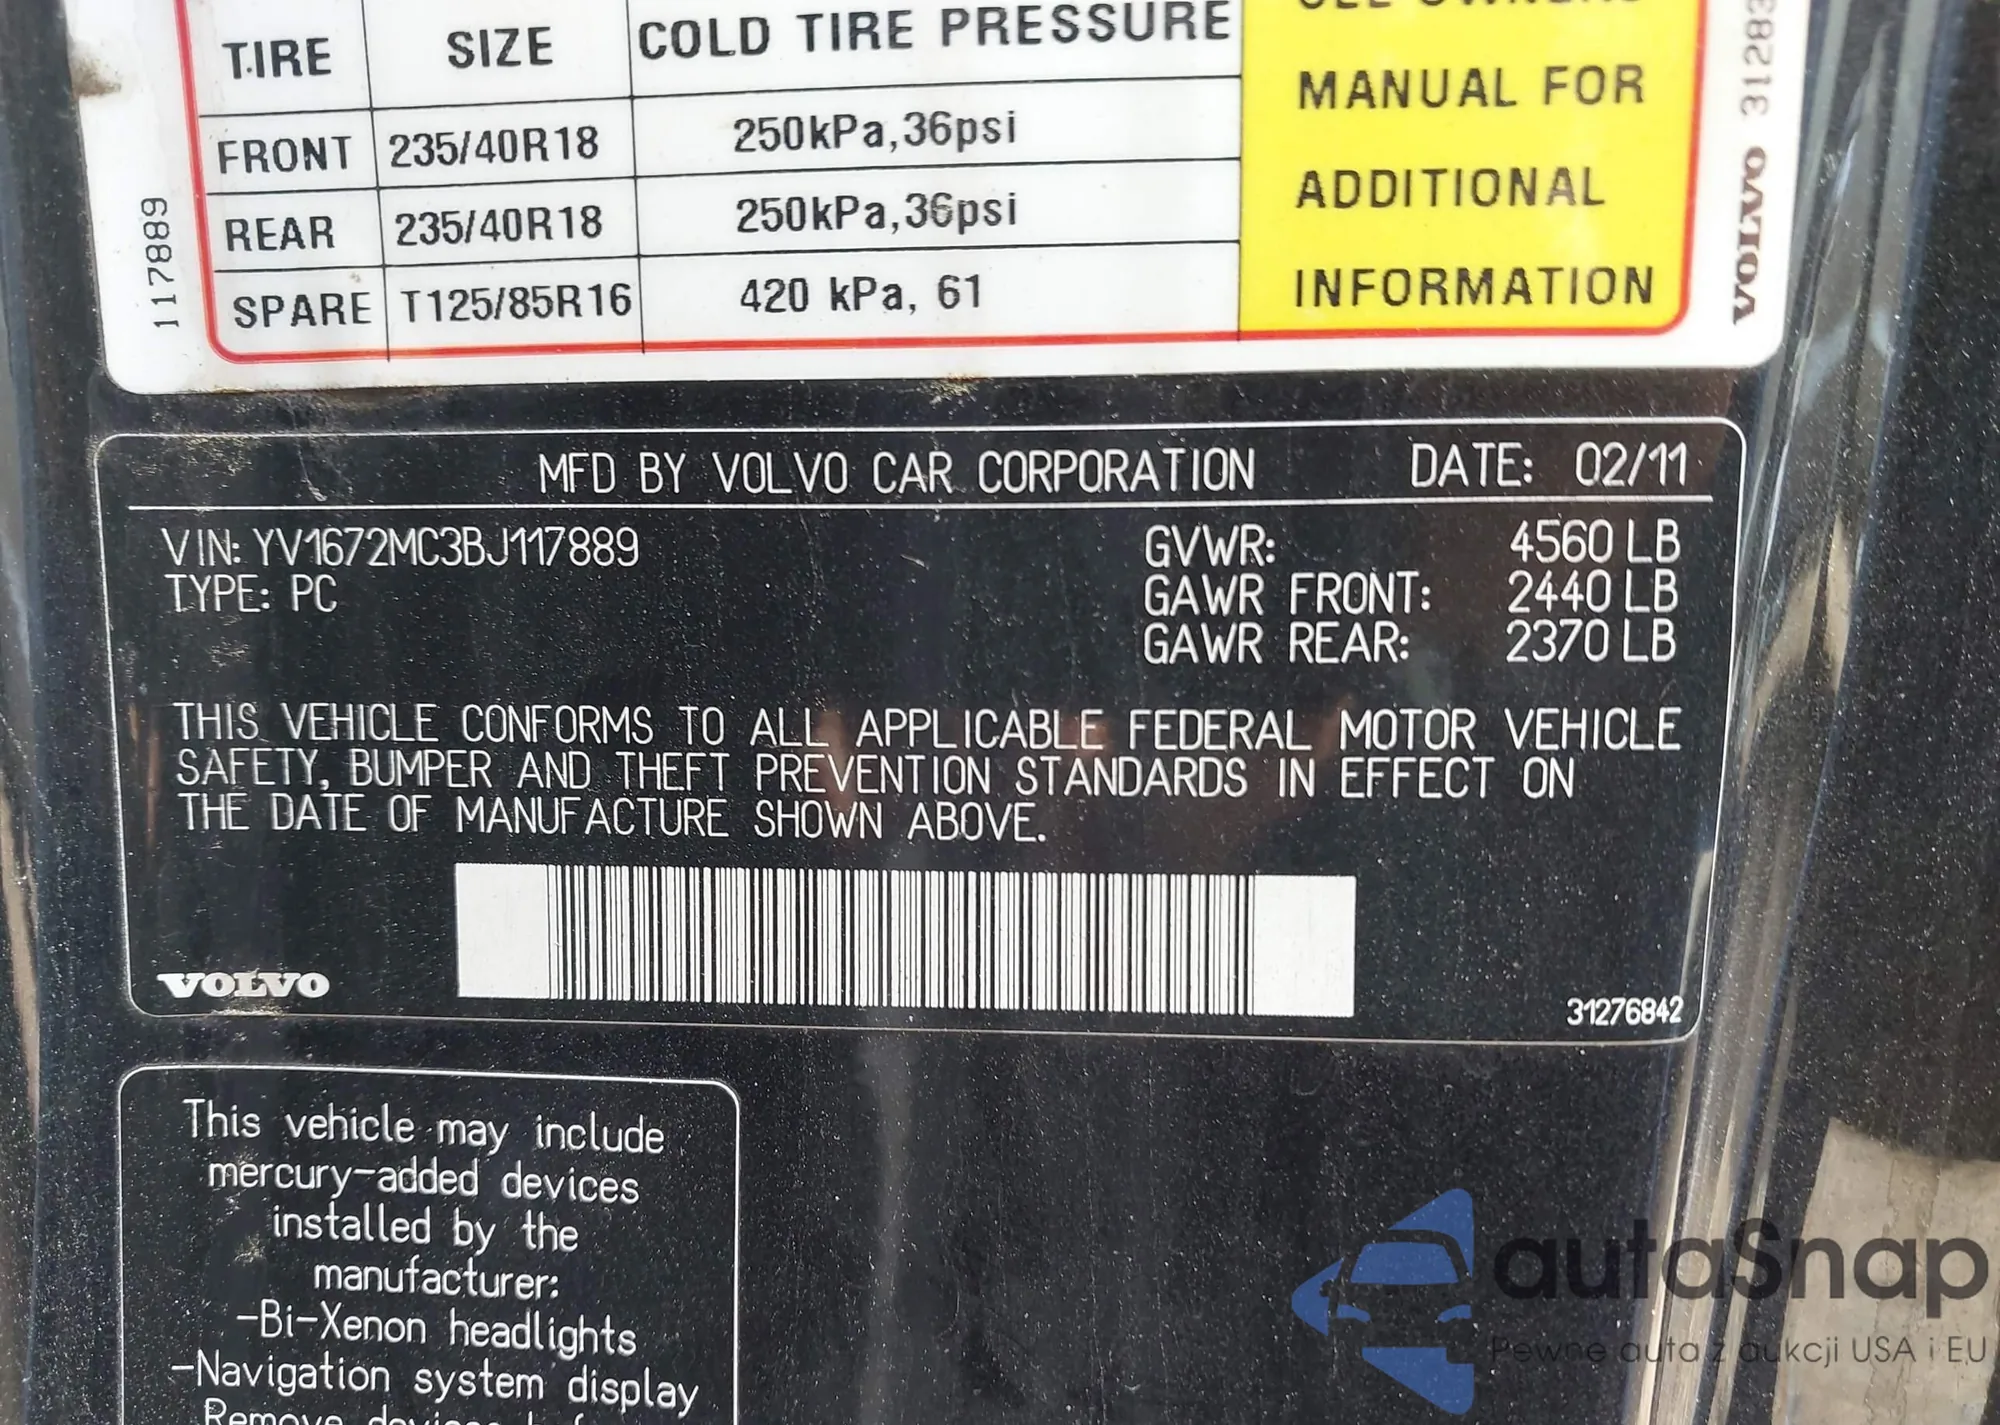 TIRE SIZE COLD TIRE PRESSURE
FRONT 235/40R18 250kPa,36psi
REAR 235/40R18 250kPa,36psi
SPARE T125/85R16 420 kPa, 61
MANUAL FOR
ADDITIONAL
INFORMATION
117889
VOLVO 31283
MFD BY VOLVO CAR CORPORATION DATE: 02/11
VIN: YV1672MC3BJ117889 GVWR: 4560 LB
TYPE: PC GAWR FRONT: 2440 LB
GAWR REAR: 2370 LB
THIS VEHICLE CONFORMS TO ALL APPLICABLE FEDERAL MOTOR VEHICLE
SAFETY, BUMPER AND THEFT PREVENTION STANDARDS IN EFFECT ON
THE DATE OF MANUFACTURE SHOWN ABOVE.
VOLVO
31276842
This vehicle may include
mercury-added devices
installed by the
manufacturer:
-Bi-Xenon headlights
-Navigation system display
Remove devices
autaSnap
Pewne auta z aukcji USA i EU